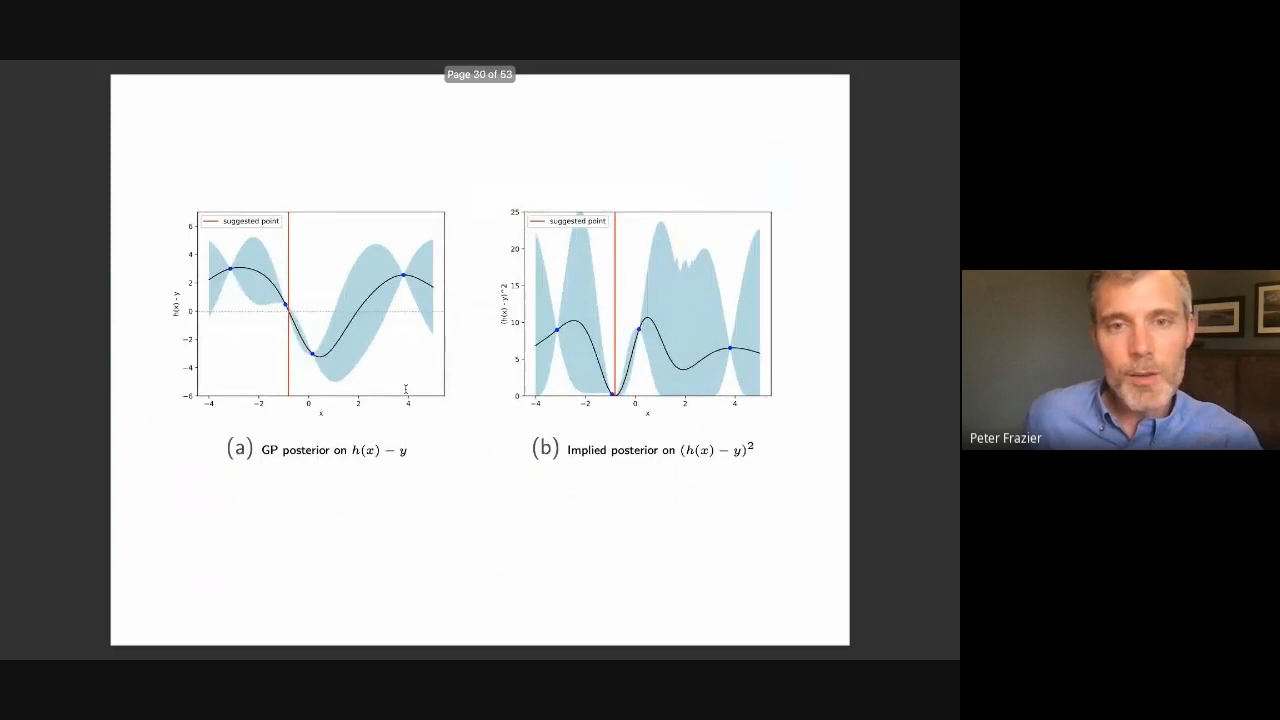 Page 30 of 53
suggested point
6
4
2
0
−2
−4
−6
h(x) - y
−4 −2 0 2 4
x
(a) GP posterior on h(x) − y
suggested point
25
20
15
10
5
0
(h(x) - y)^2
−4 −2 0 2 4
x
(b) Implied posterior on (h(x) − y)²
Peter Frazier